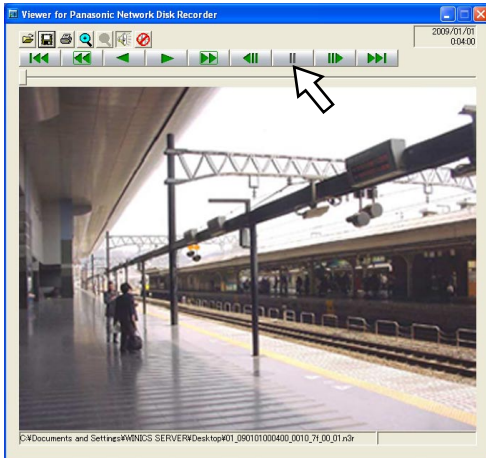 Viewer for Panasonic Network Disk Recorder
2009/01/01
0:04:00
C:¥Documents and Settings¥WINICS SERVER¥Desktop¥01_090101000400_0010_7f_00_01.n3r